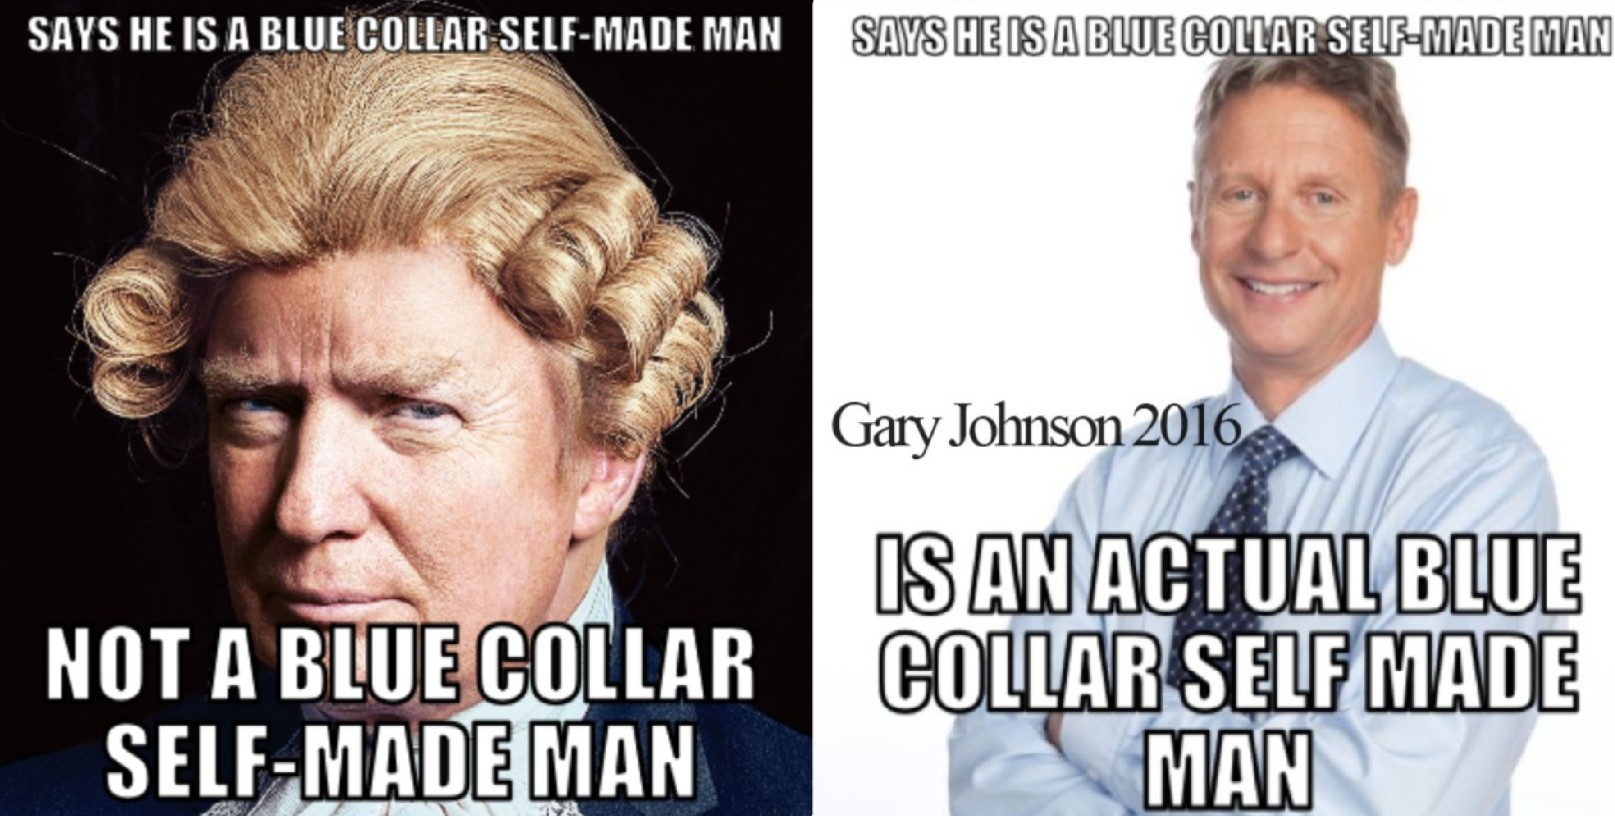 SAYS HE IS A BLUE COLLAR SELF-MADE MAN
NOT A BLUE COLLAR
SELF-MADE MAN
SAYS HE IS A BLUE COLLAR SELF-MADE MAN
Gary Johnson 2016
IS AN ACTUAL BLUE
COLLAR SELF MADE
MAN